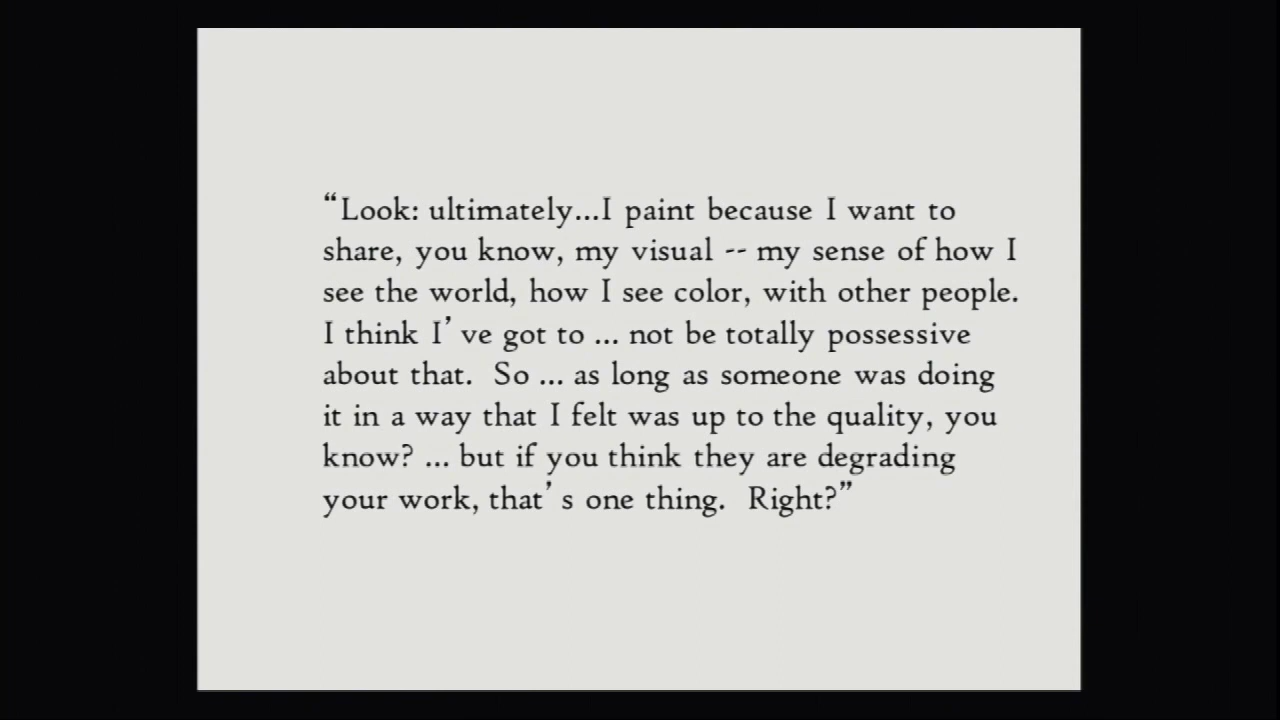 “Look: ultimately...I paint because I want to
share, you know, my visual -- my sense of how I
see the world, how I see color, with other people.
I think I’ve got to ... not be totally possessive
about that.  So ... as long as someone was doing
it in a way that I felt was up to the quality, you
know? ... but if you think they are degrading
your work, that’s one thing.  Right?”